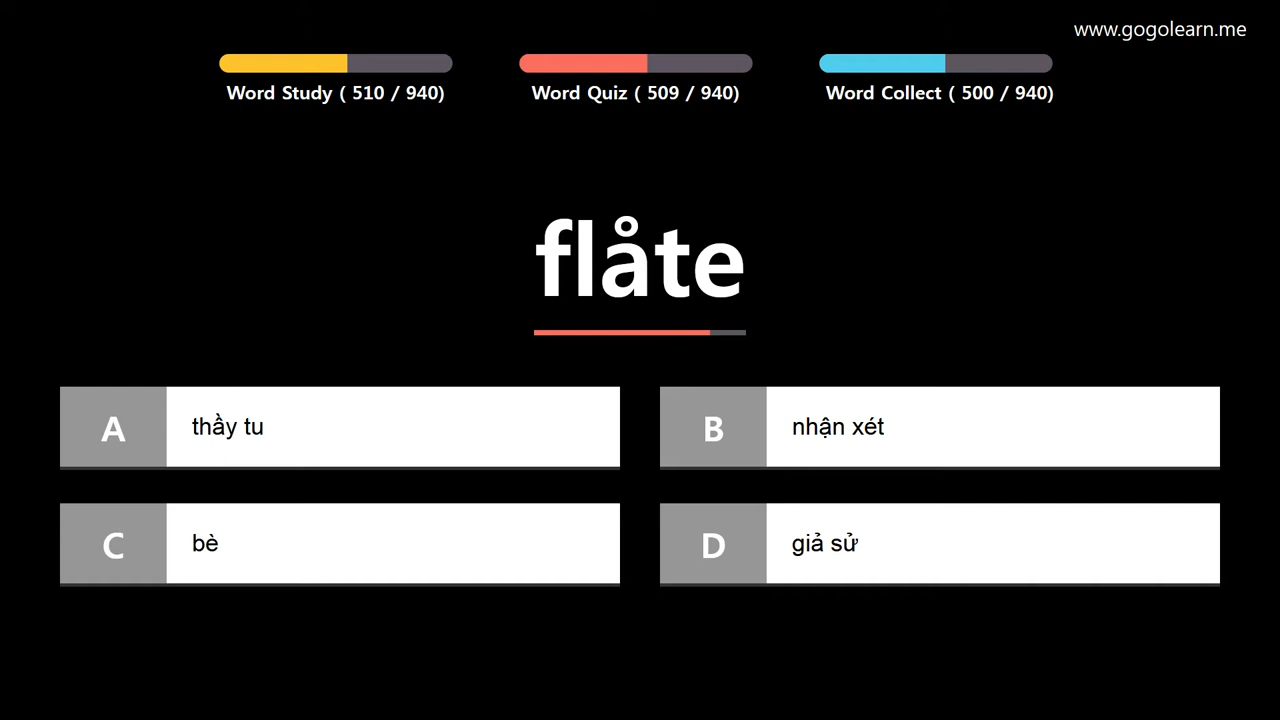 www.gogolearn.me
Word Study ( 510 / 940)
Word Quiz ( 509 / 940)
Word Collect ( 500 / 940)
flåte
A thầy tu
B nhận xét
C bè
D giả sử